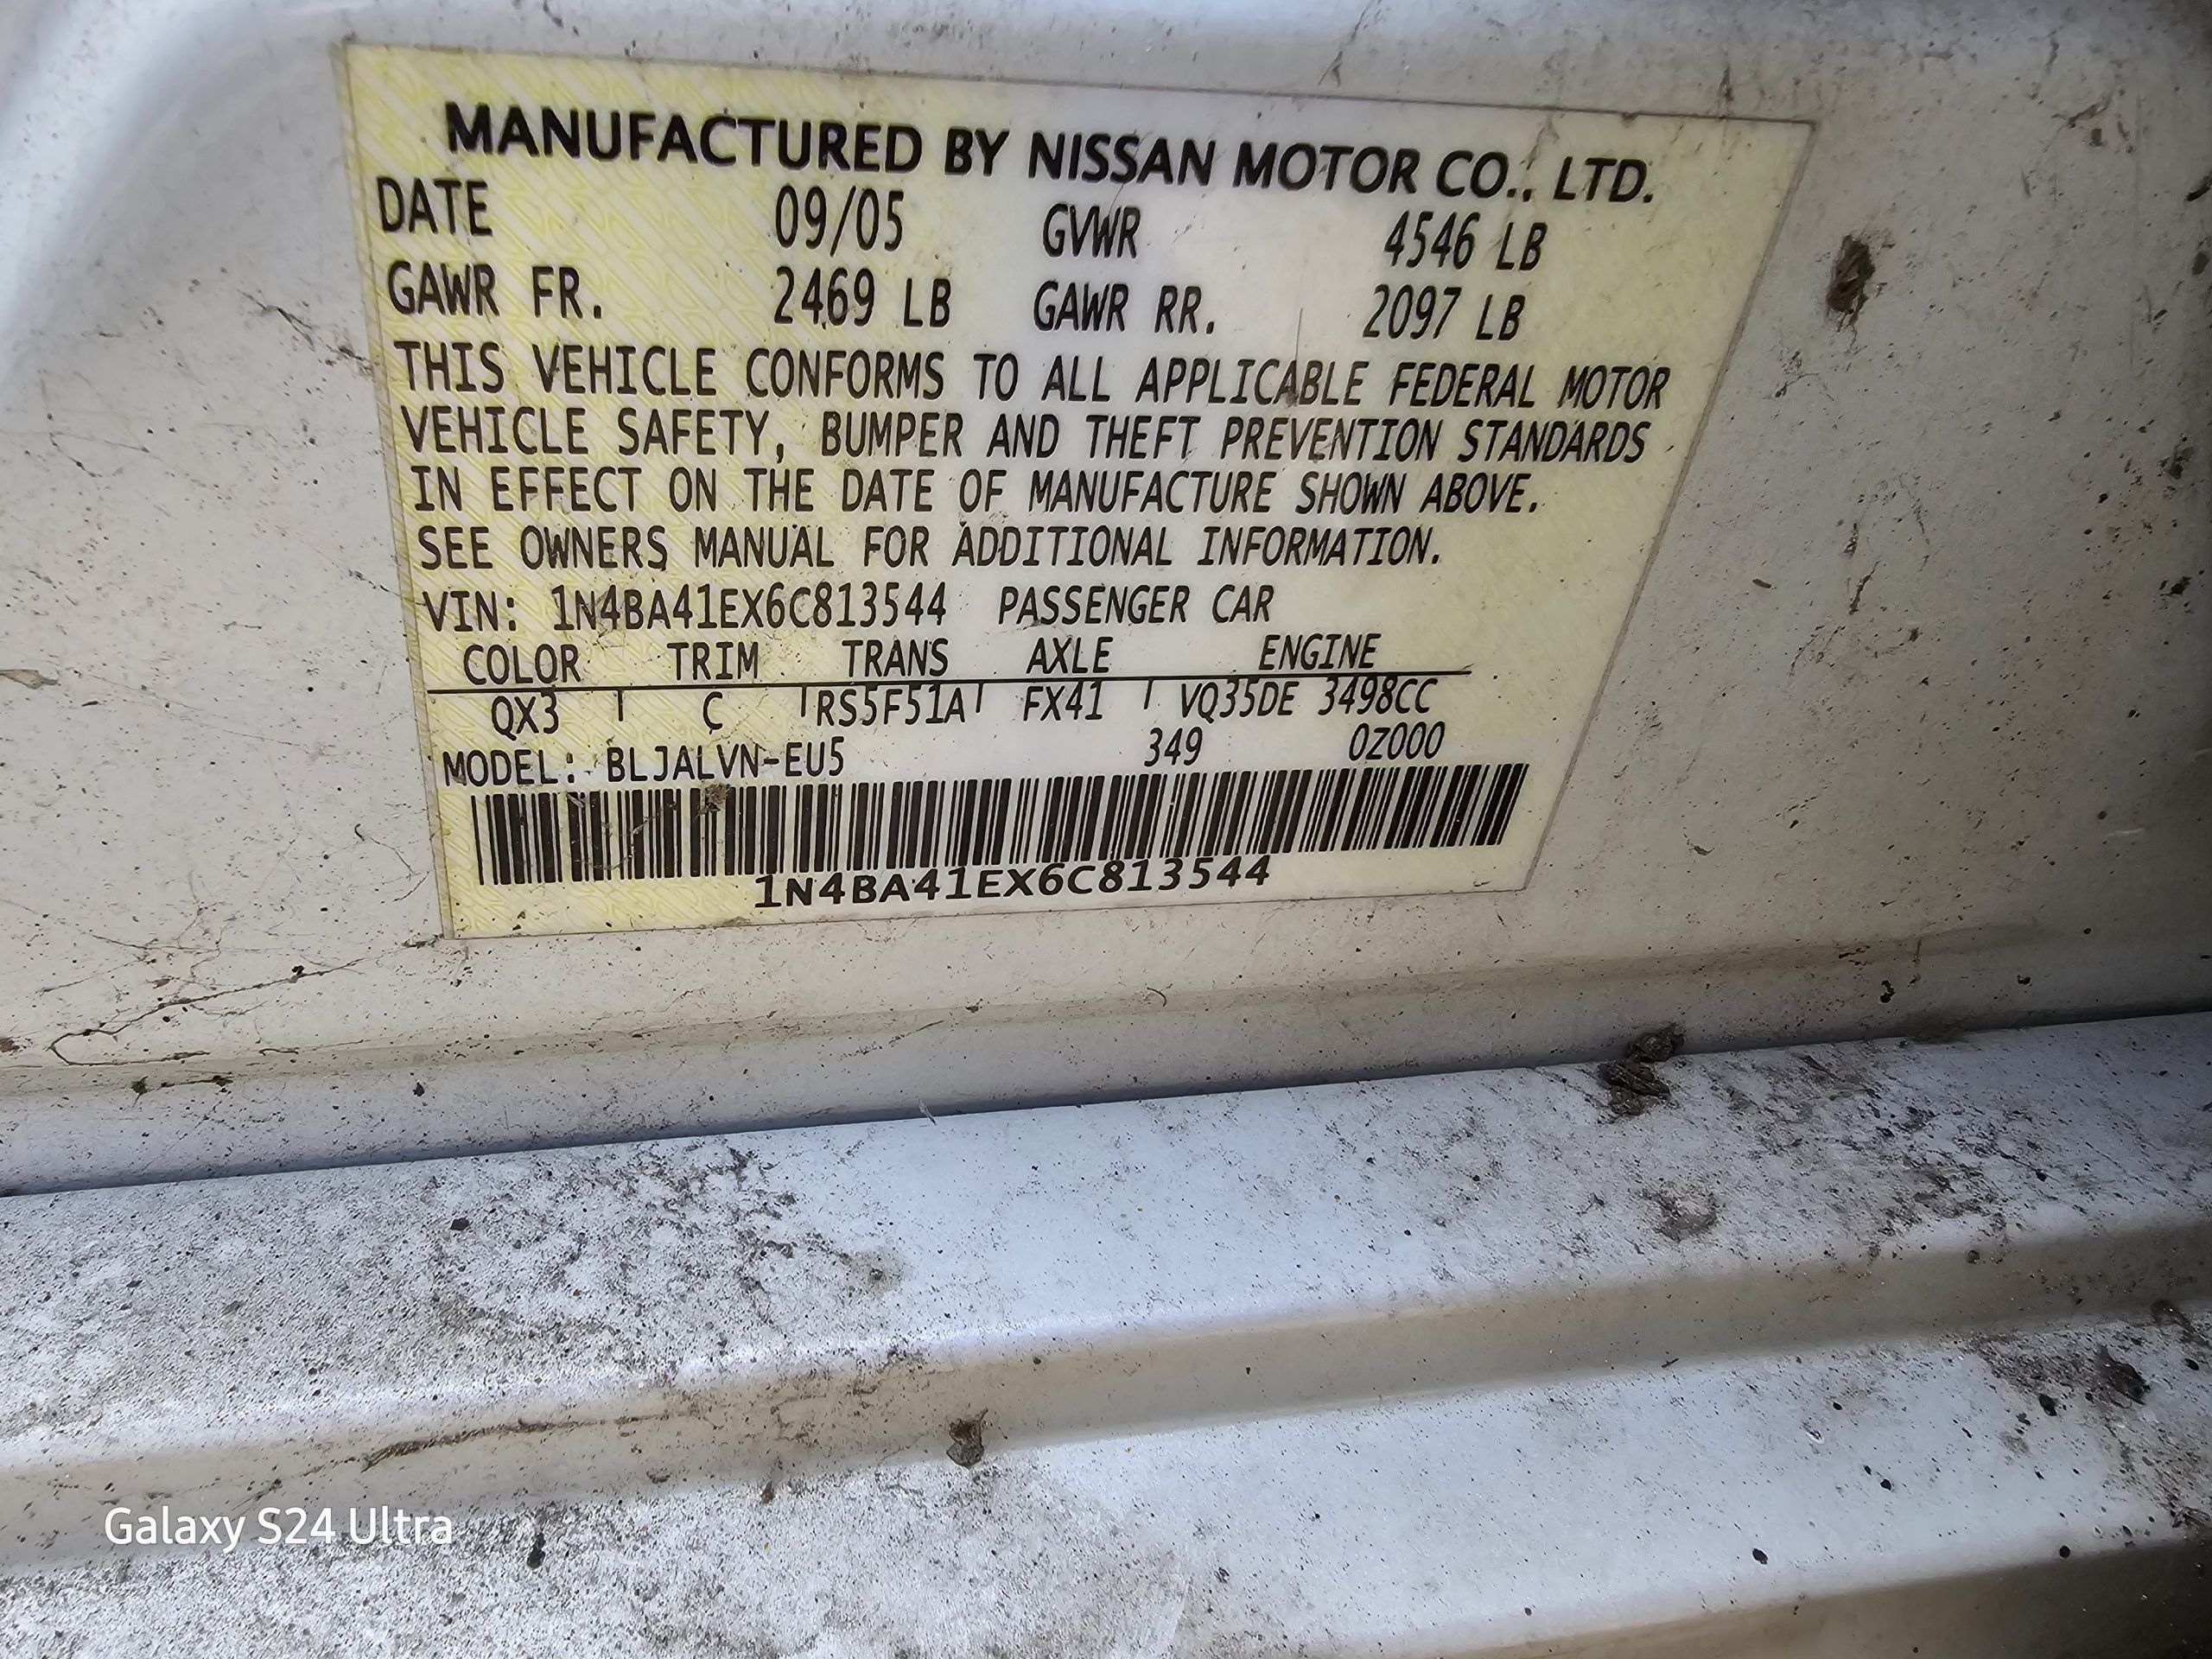 MANUFACTURED BY NISSAN MOTOR CO., LTD.
DATE 09/05 GVWR 4546 LB
GAWR FR. 2469 LB GAWR RR. 2097 LB
THIS VEHICLE CONFORMS TO ALL APPLICABLE FEDERAL MOTOR
VEHICLE SAFETY, BUMPER AND THEFT PREVENTION STANDARDS
IN EFFECT ON THE DATE OF MANUFACTURE SHOWN ABOVE.
SEE OWNERS MANUAL FOR ADDITIONAL INFORMATION.
VIN: 1N4BA41EX6C813544 PASSENGER CAR
COLOR TRIM TRANS AXLE ENGINE
QX3 C RS5F51A FX41 VQ35DE 3498CC
MODEL: BLJALVN-EU5 349 0Z000
1N4BA41EX6C813544
Galaxy S24 Ultra